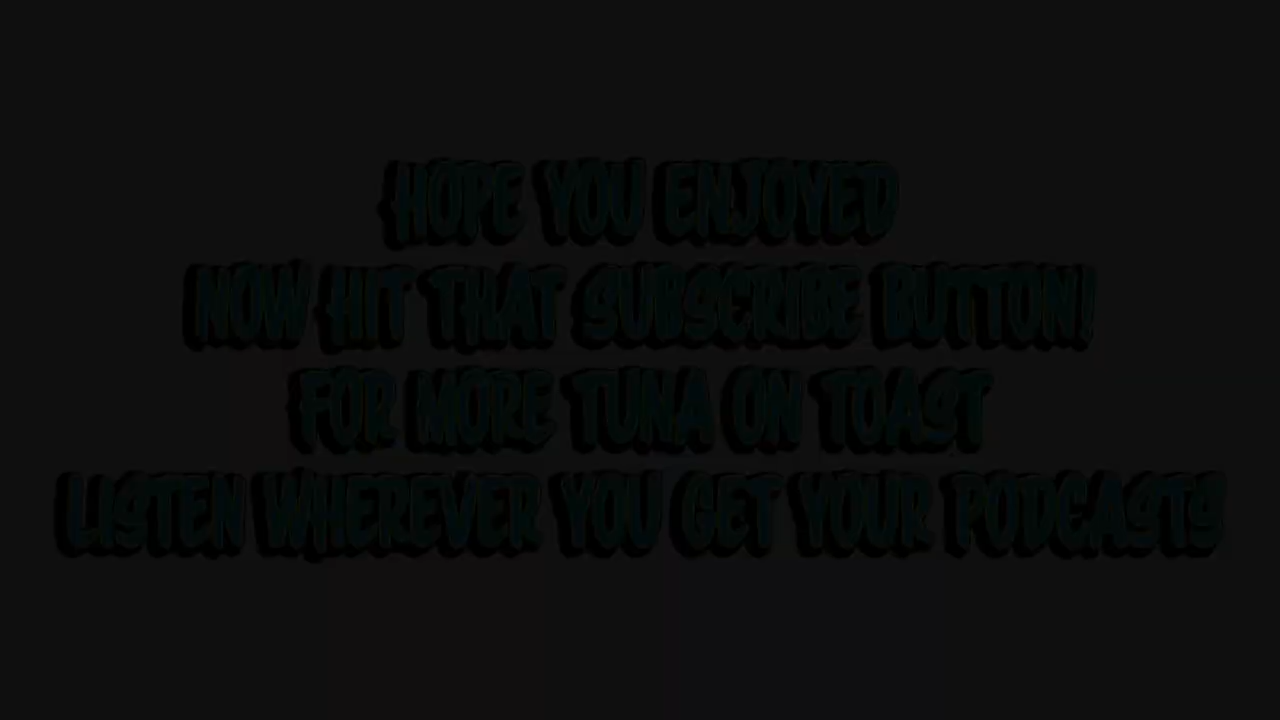 HOPE YOU ENJOYED
NOW HIT THAT SUBSCRIBE BUTTON!
FOR MORE TUNA ON TOAST
LISTEN WHEREVER YOU GET YOUR PODCASTS